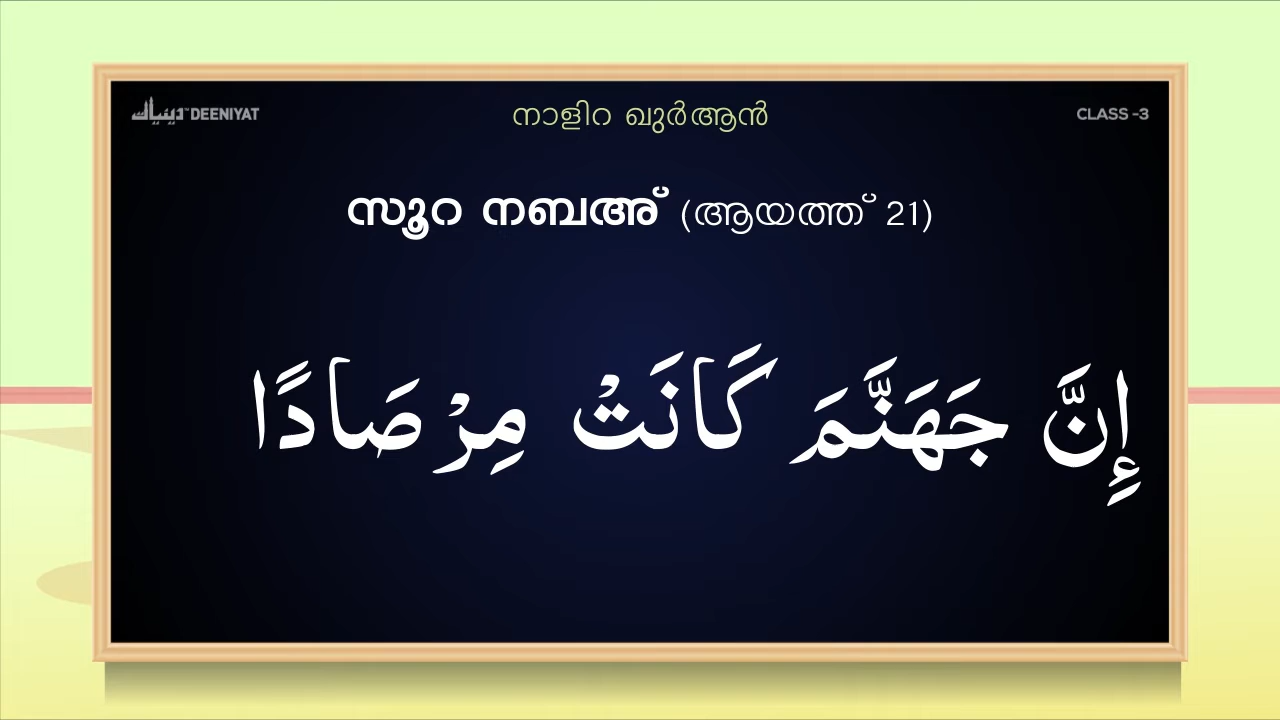 دينيات DEENIYAT
നാളിറ ഖുർആൻ
CLASS -3
സൂറ നബഅ് (ആയത്ത് 21)
إِنَّ جَهَنَّمَ كَانَتْ مِرْصَادًا